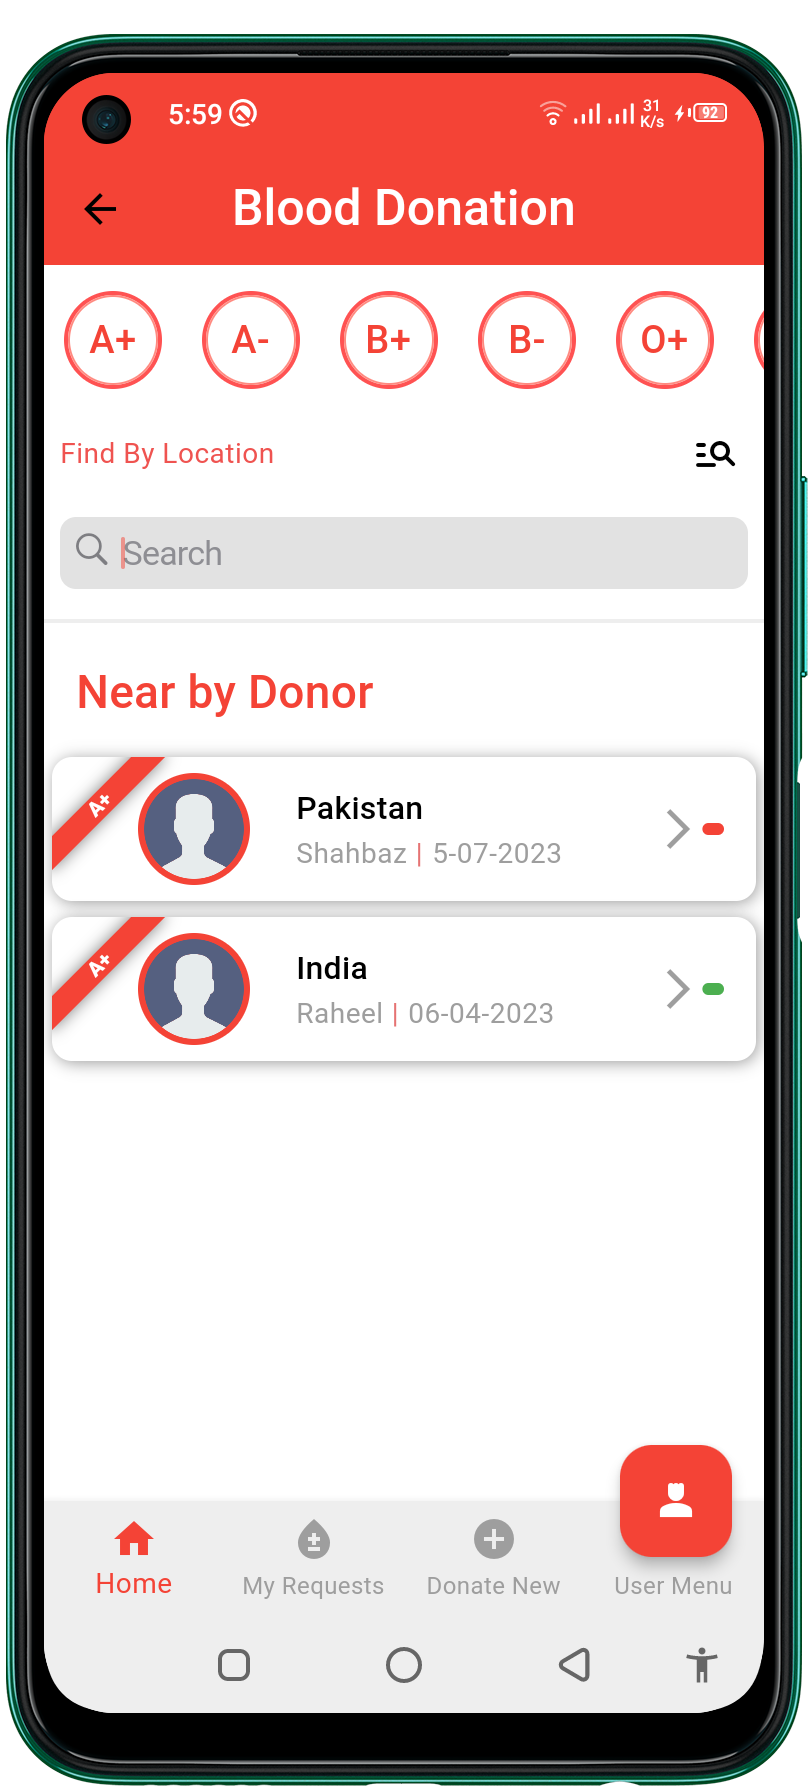 5:59 31 K/s 92
Blood Donation
A+ A- B+ B- O+
Find By Location
Search
Near by Donor
A+
Pakistan
Shahbaz | 5-07-2023
A+
India
Raheel | 06-04-2023
Home My Requests Donate New User Menu